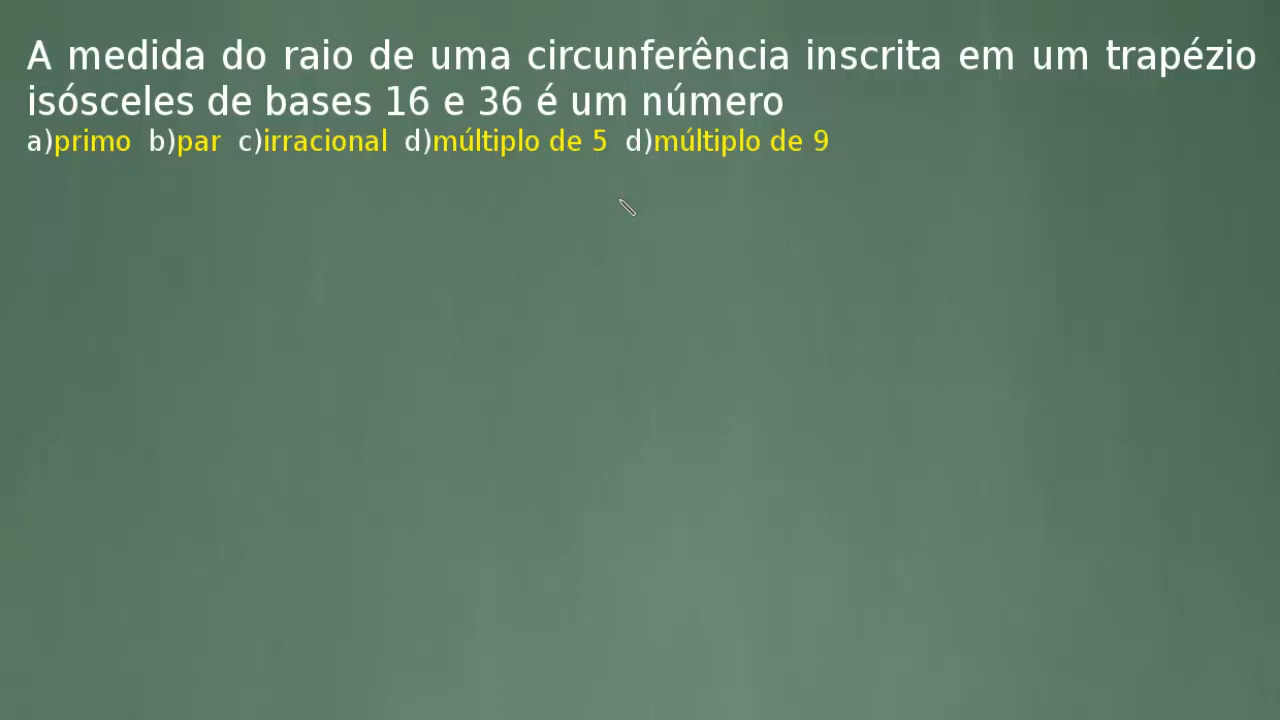 A medida do raio de uma circunferência inscrita em um trapézio
isósceles de bases 16 e 36 é um número
a)primo b)par c)irracional d)múltiplo de 5 d)múltiplo de 9